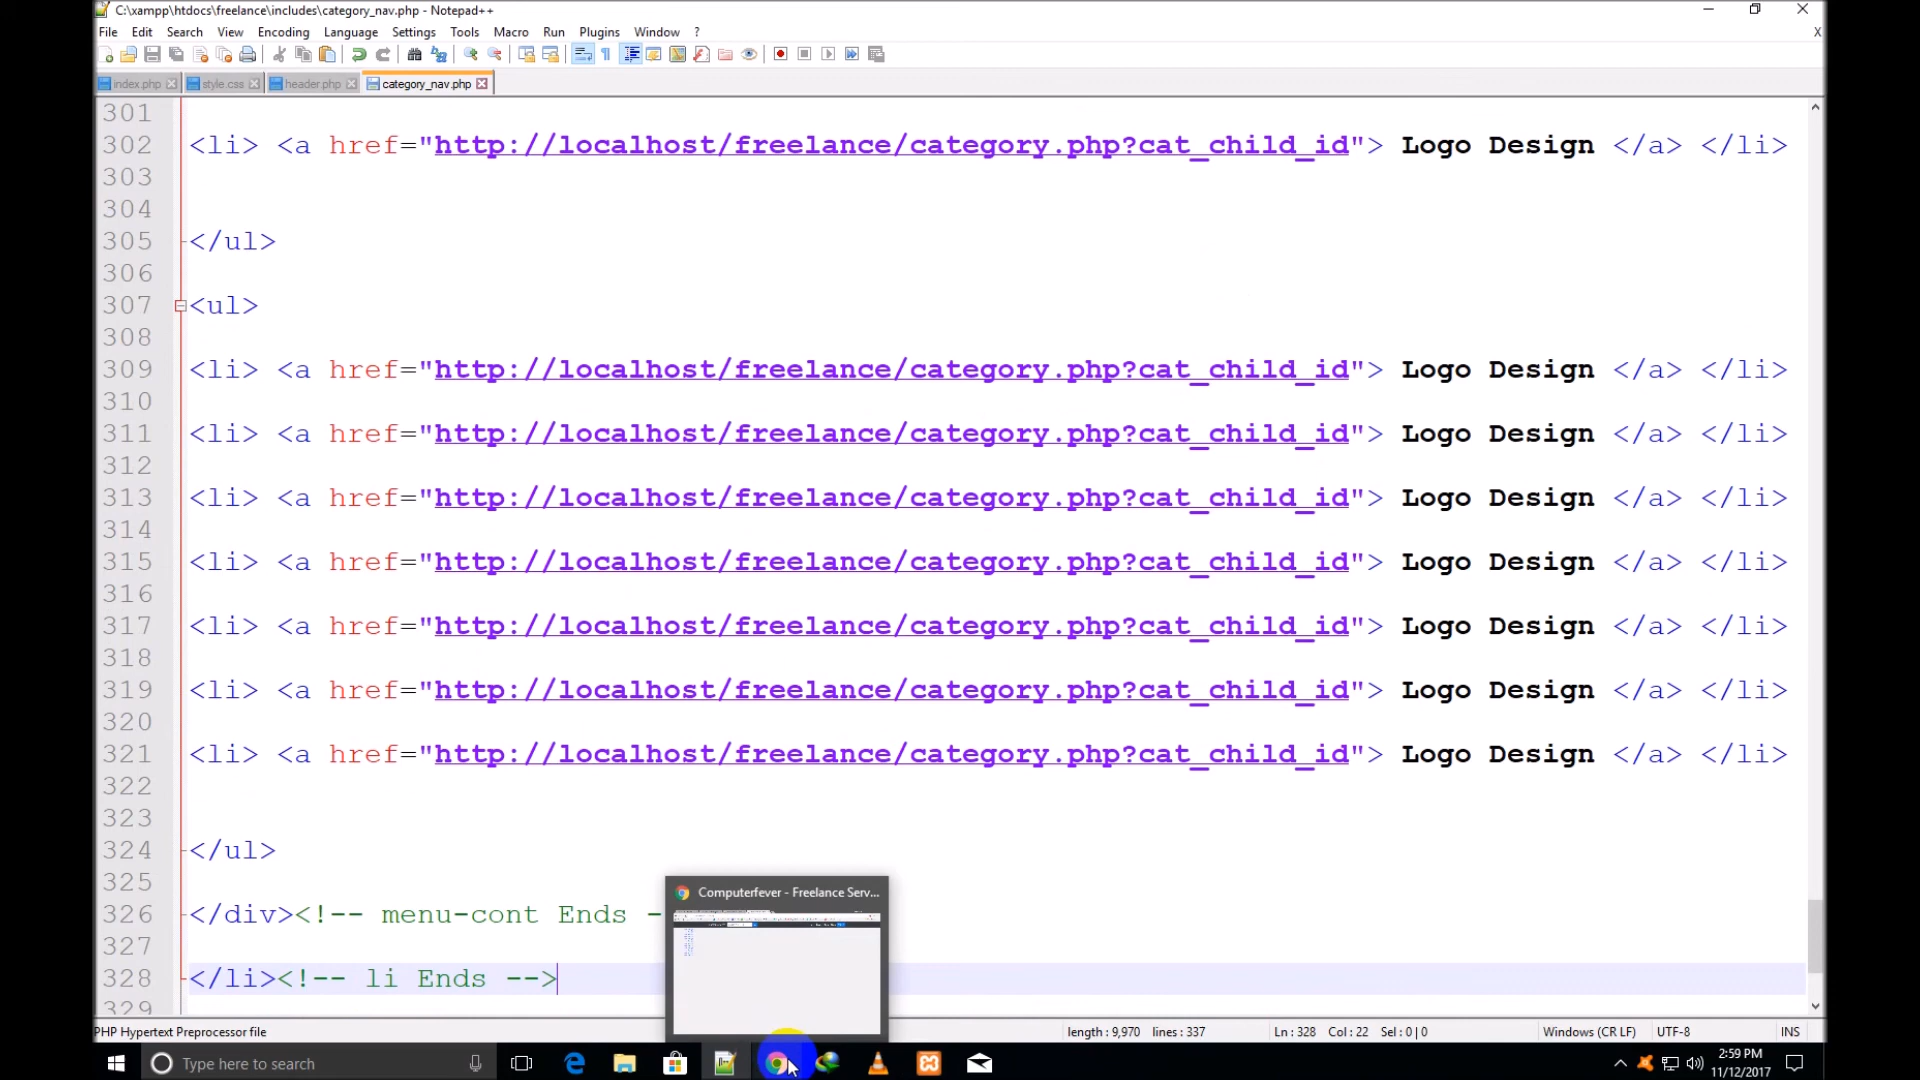 C:\xampp\htdocs\freelance\includes\category_nav.php - Notepad++
File Edit Search View Encoding Language Settings Tools Macro Run Plugins Window ? X
index.php style.css header.php category_nav.php
301
302 <li> <a href="http://localhost/freelance/category.php?cat_child_id"> Logo Design </a> </li>
303
304
305 </ul>
306
307 <ul>
308
309 <li> <a href="http://localhost/freelance/category.php?cat_child_id"> Logo Design </a> </li>
310
311 <li> <a href="http://localhost/freelance/category.php?cat_child_id"> Logo Design </a> </li>
312
313 <li> <a href="http://localhost/freelance/category.php?cat_child_id"> Logo Design </a> </li>
314
315 <li> <a href="http://localhost/freelance/category.php?cat_child_id"> Logo Design </a> </li>
316
317 <li> <a href="http://localhost/freelance/category.php?cat_child_id"> Logo Design </a> </li>
318
319 <li> <a href="http://localhost/freelance/category.php?cat_child_id"> Logo Design </a> </li>
320
321 <li> <a href="http://localhost/freelance/category.php?cat_child_id"> Logo Design </a> </li>
322
323
324 </ul>
325
Computerfever - Freelance Serv...
326 </div><!-- menu-cont Ends -
327
328 </li><!-- li Ends -->
329
PHP Hypertext Preprocessor file length : 9,970 lines : 337 Ln : 328 Col : 22 Sel : 0 | 0 Windows (CR LF) UTF-8 INS
Type here to search
2:59 PM
11/12/2017